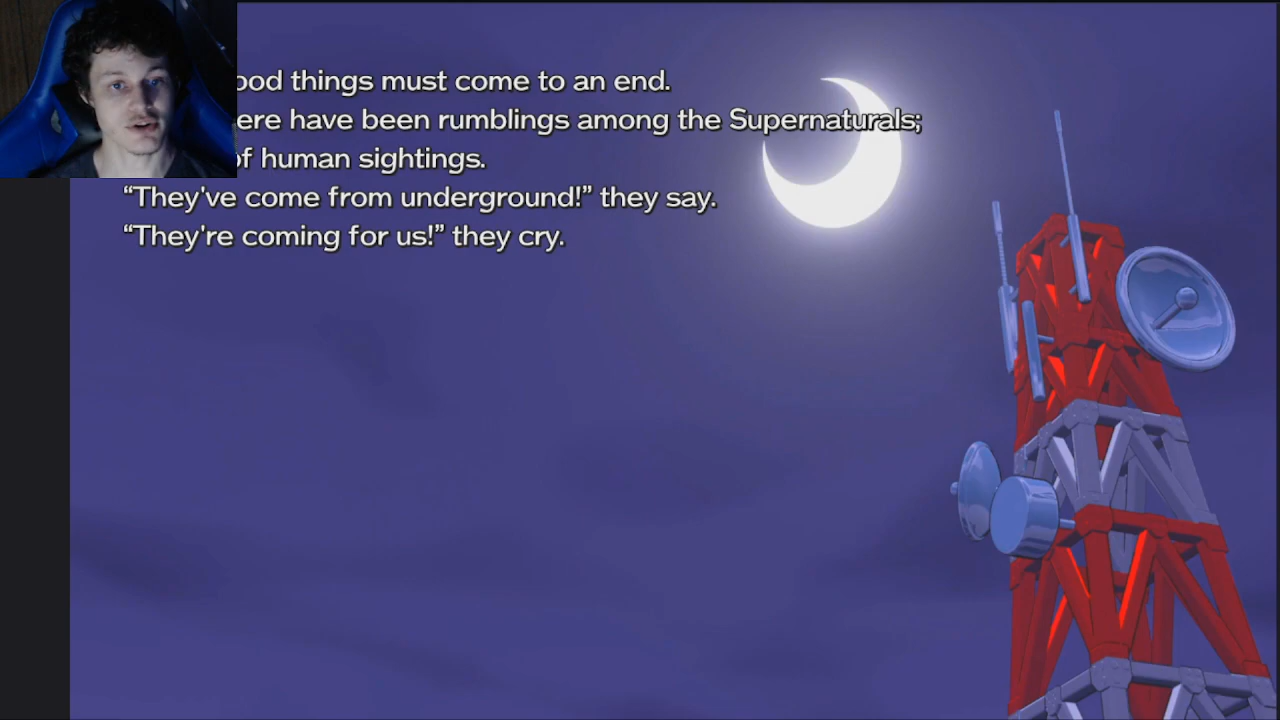 ood things must come to an end.
ere have been rumblings among the Supernaturals;
of human sightings.
“They've come from underground!” they say.
“They're coming for us!” they cry.